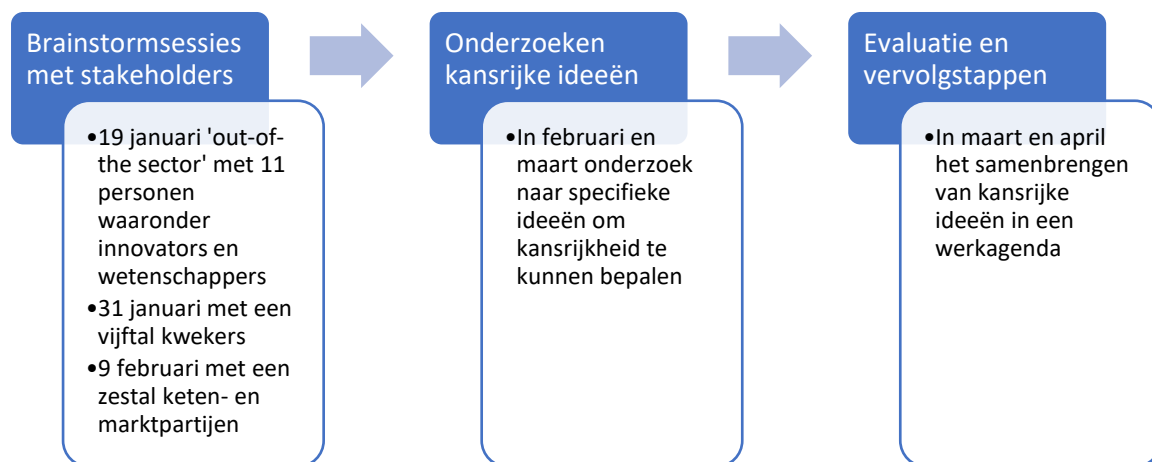 Brainstormsessies
met stakeholders
•19 januari 'out-of-
the sector' met 11
personen
waaronder
innovators en
wetenschappers
•31 januari met een
vijftal kwekers
•9 februari met een
zestal keten- en
marktpartijen
Onderzoeken
kansrijke ideeën
•In februari en
maart onderzoek
naar specifieke
ideeën om
kansrijkheid te
kunnen bepalen
Evaluatie en
vervolgstappen
•In maart en april
het samenbrengen
van kansrijke
ideeën in een
werkagenda